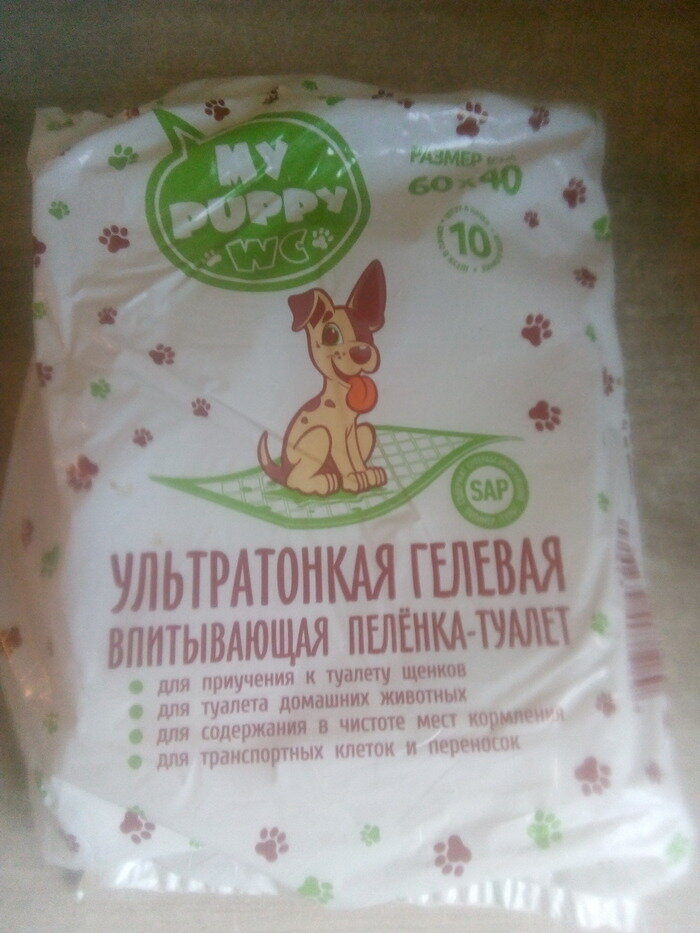 MY
PUPPY
WC
РАЗМЕР
60 x 40
10
SAP
УЛЬТРАТОНКАЯ ГЕЛЕВАЯ
ВПИТЫВАЮЩАЯ ПЕЛЁНКА-ТУАЛЕТ
для приучения к туалету щенков
для туалета домашних животных
для содержания в чистоте мест кормления
для транспортных клеток и переносок